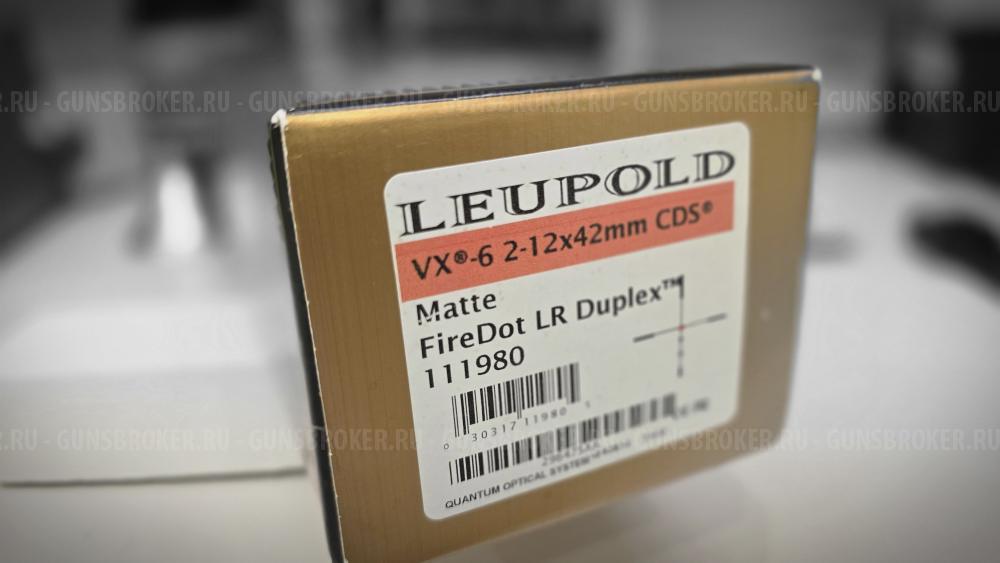 .RU - GUNSBROKER.RU - GUNSBROKER.RU - GUNSBROKER.RU - GUNSBROKER.RU - GUNSBROKER.RU
LEUPOLD
VX®-6 2-12x42mm CDS®
Matte
FireDot LR Duplex™
111980
0 30317 11980 5
QUANTUM OPTICAL SYSTEM
.RU - GUNSBROKER.RU - GUNSBROKER.RU - GUNSBROKER.RU - GUNSBROKER.RU - GUNSBROKER.RU